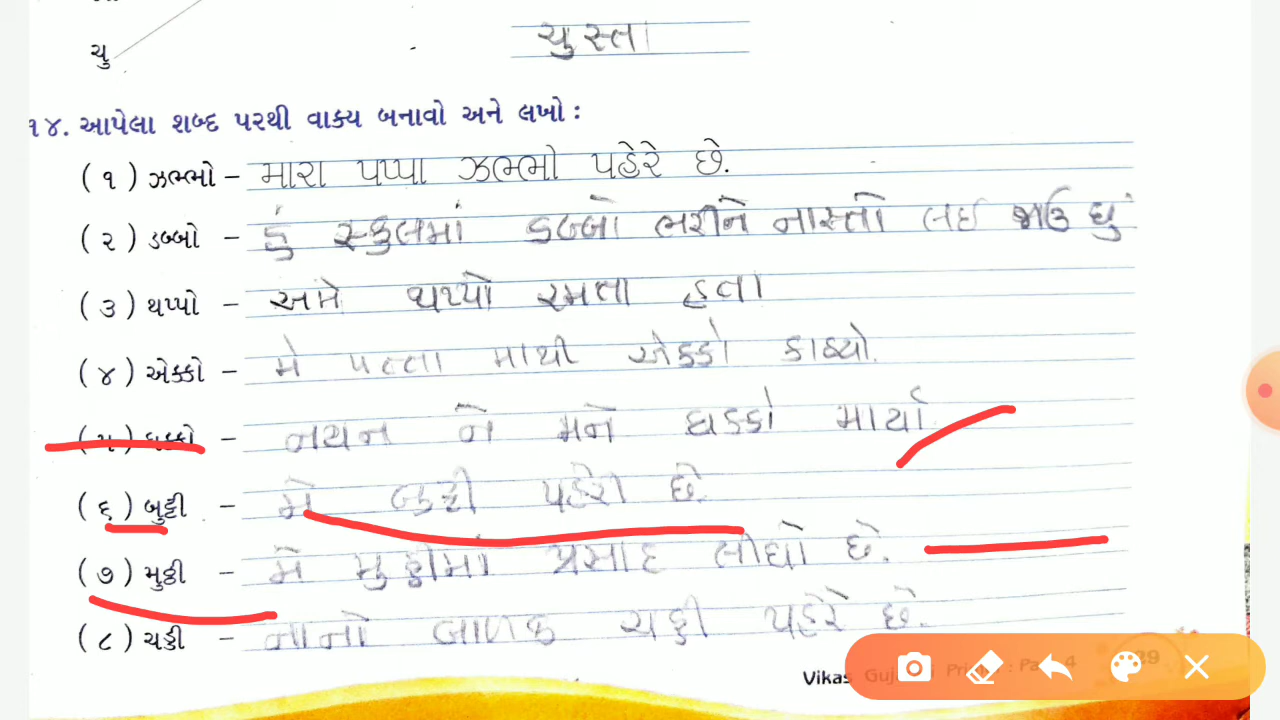 ચુ
ચુસ્તા
૧૪. આપેલા શબ્દ પરથી વાક્ય બનાવો અને લખો :
( ૧ ) ઝભ્ભો – મારા પપ્પા ઝભ્ભો પહેરે છે.
( ૨ ) ડબ્બો – હું સ્કુલમાં ડબ્બો ભરીને નાસ્તો લઇ જાઉ છું
( ૩ ) થપ્પો – અમે થપ્પો રમતા હતા
( ૪ ) એક્કો – મે પત્તા માથી એક્કો કાઢ્યો.
( ૫ ) ધક્કો – નયન ને મને ધક્કો માર્યો
( ૬ ) બુટ્ટી – મે બુટ્ટી પહેરી છે.
( ૭ ) મુઠ્ઠી – મે મુઠ્ઠીમાં પ્રસાદ લીધો છે.
( ૮ ) ચડ્ડી – નાનો બાળક ચડ્ડી પહેરે છે.
Vikas